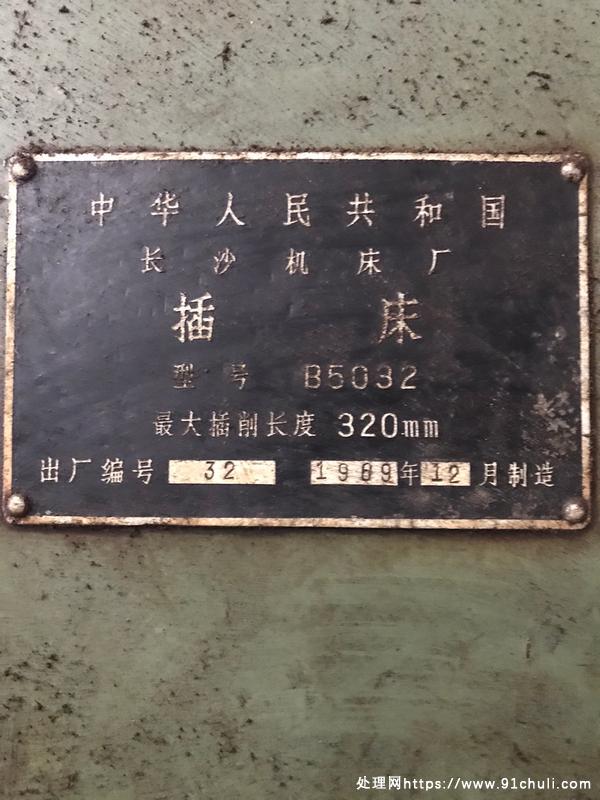 中华人民共和国
长沙机床厂
插床
型号 B5032
最大插削长度 320mm
出厂编号 32 1989年12月制造
处理网https://www.91chuli.com